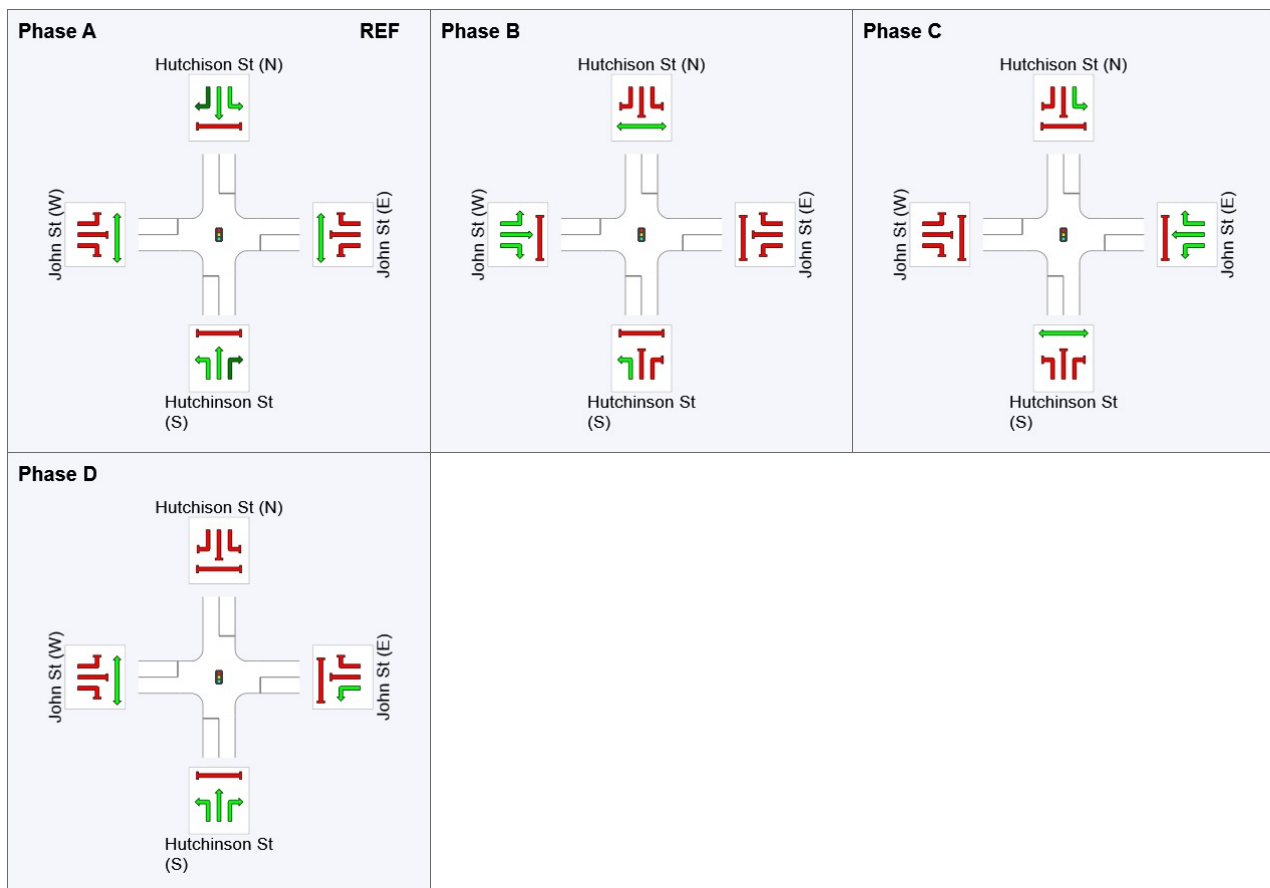 Phase A
REF
Hutchison St (N)
John St (W)
John St (E)
Hutchinson St
(S)
Phase B
Hutchison St (N)
John St (W)
John St (E)
Hutchinson St
(S)
Phase C
Hutchison St (N)
John St (W)
John St (E)
Hutchinson St
(S)
Phase D
Hutchison St (N)
John St (W)
John St (E)
Hutchinson St
(S)